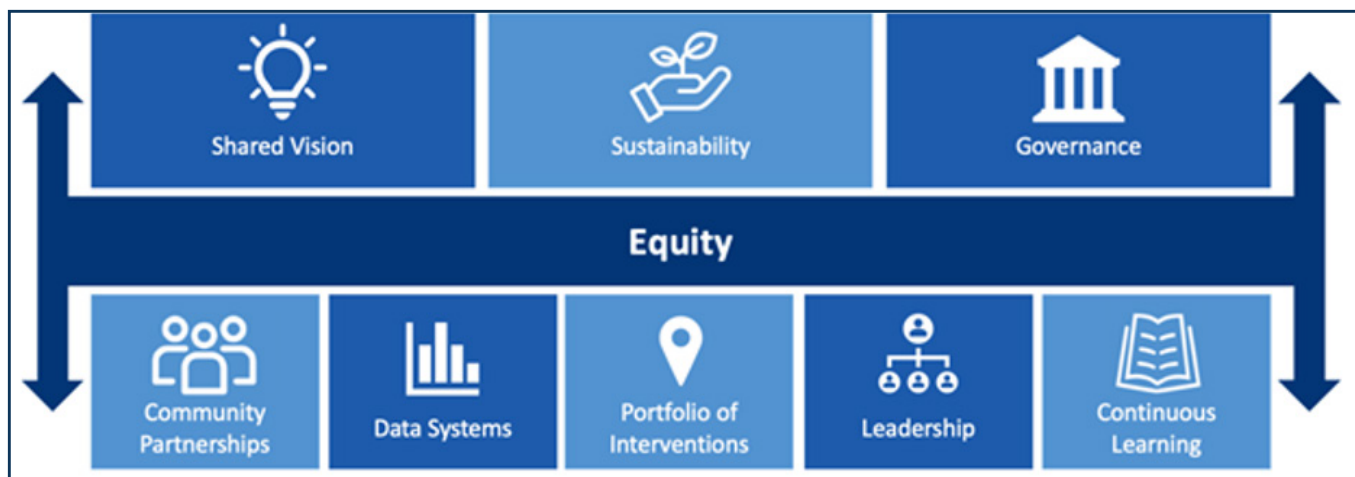 Shared Vision
Sustainability
Governance
Equity
Community
Partnerships
Data Systems
Portfolio of
Interventions
Leadership
Continuous
Learning